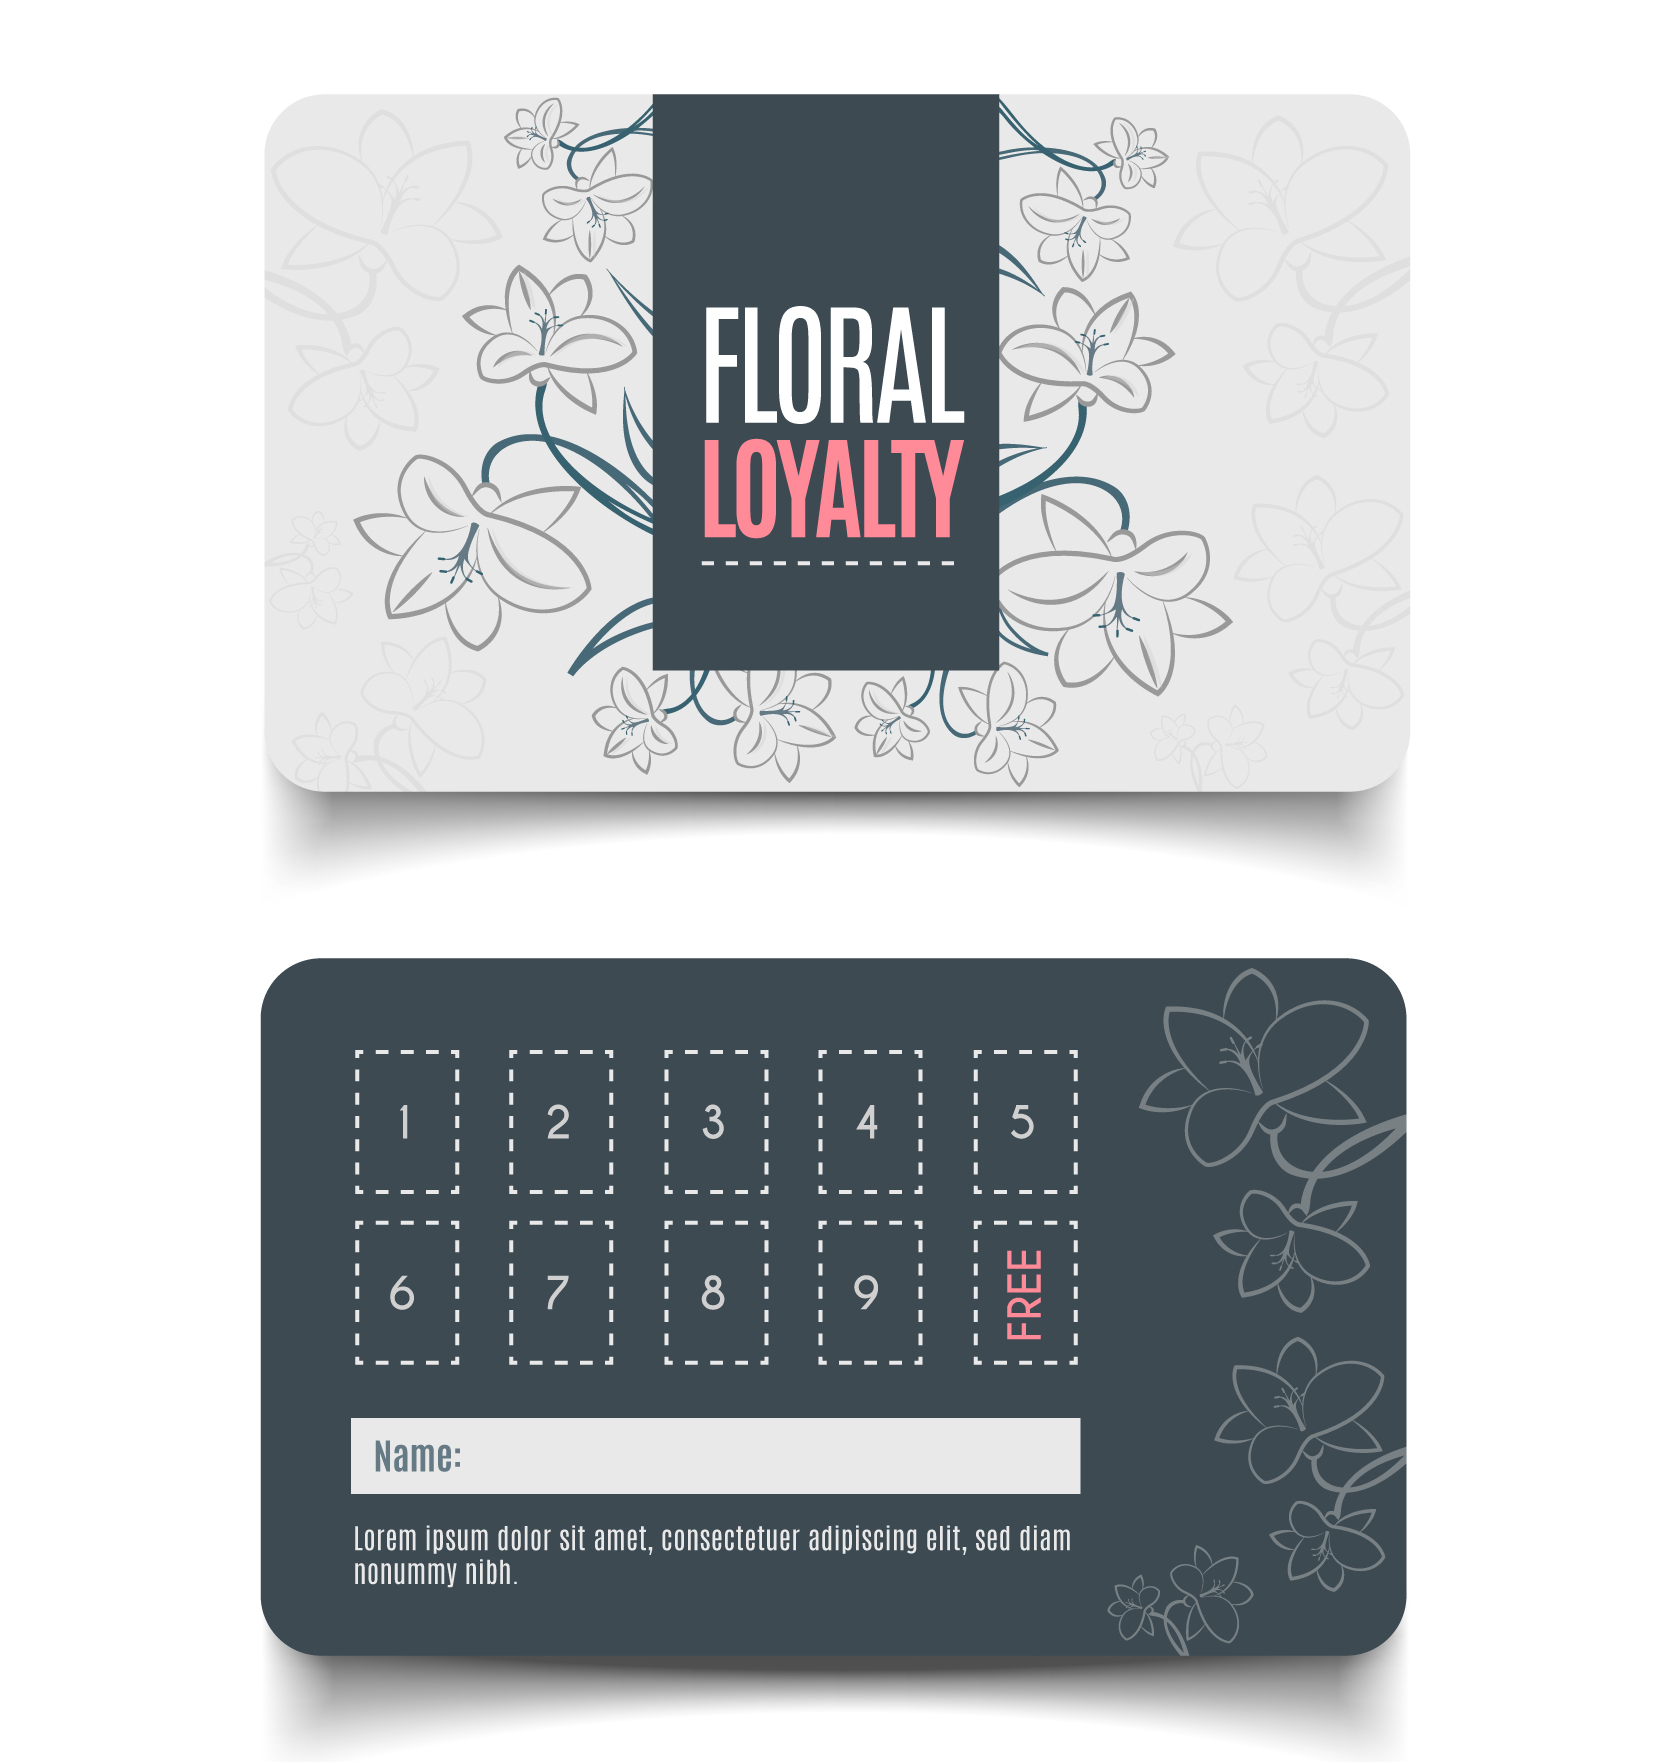 FLORAL
LOYALTY
1 2 3 4 5
6 7 8 9 FREE
Name:
Lorem ipsum dolor sit amet, consectetuer adipiscing elit, sed diam
nonummy nibh.